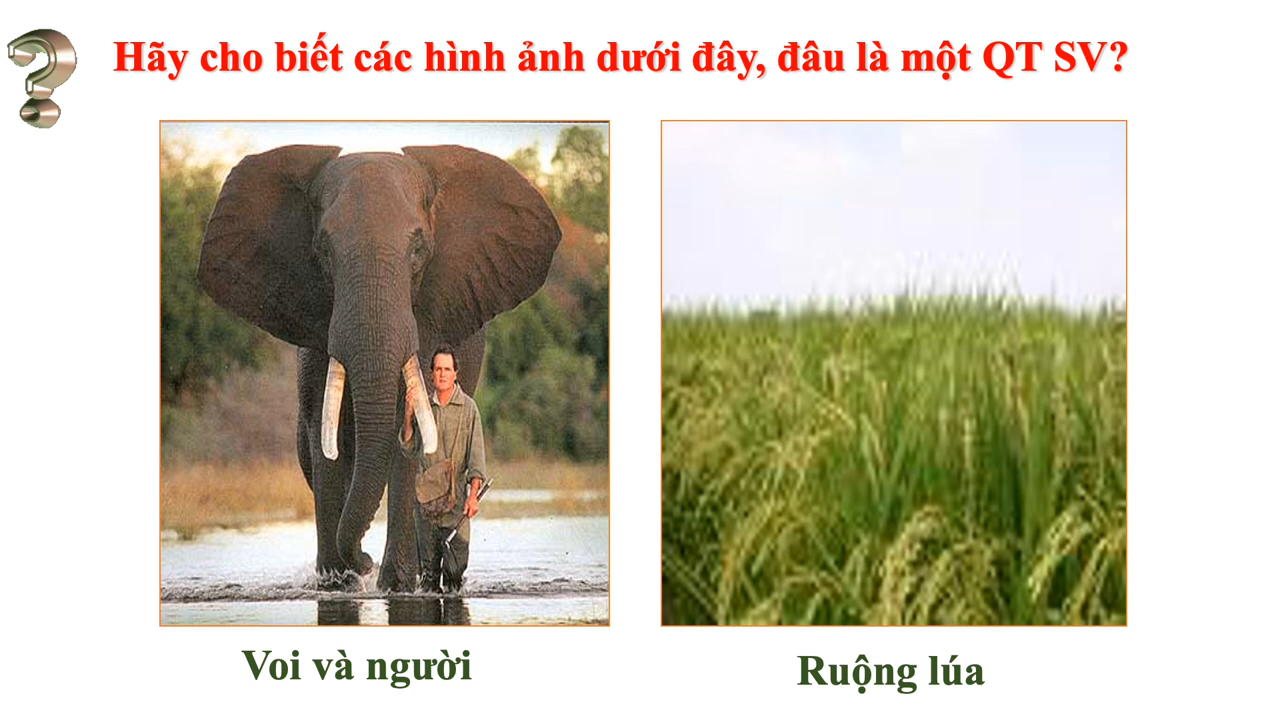 Hãy cho biết các hình ảnh dưới đây, đâu là một QT SV?
Voi và người
Ruộng lúa